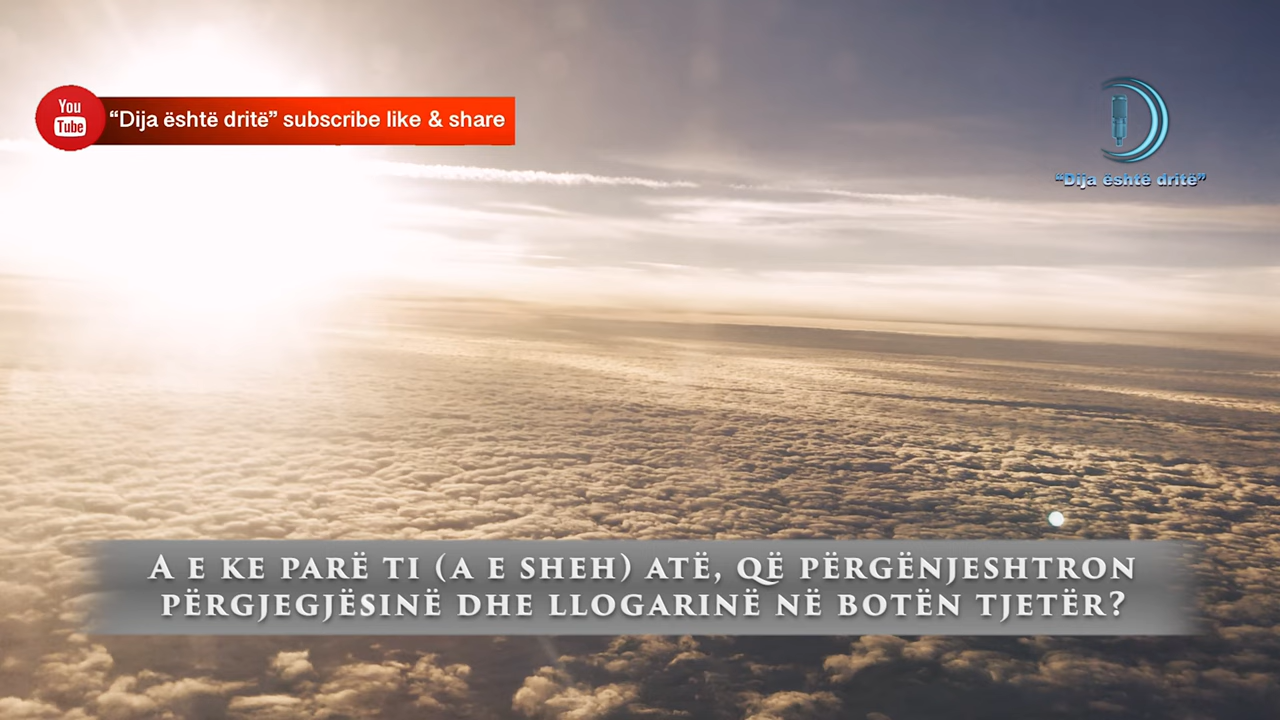 You
Tube
“Dija është dritë” subscribe like & share
“Dija është dritë”
A E KE PARË TI (A E SHEH) ATË, QË PËRGËNJESHTRON
PËRGJEGJËSINË DHE LLOGARINË NË BOTËN TJETËR?